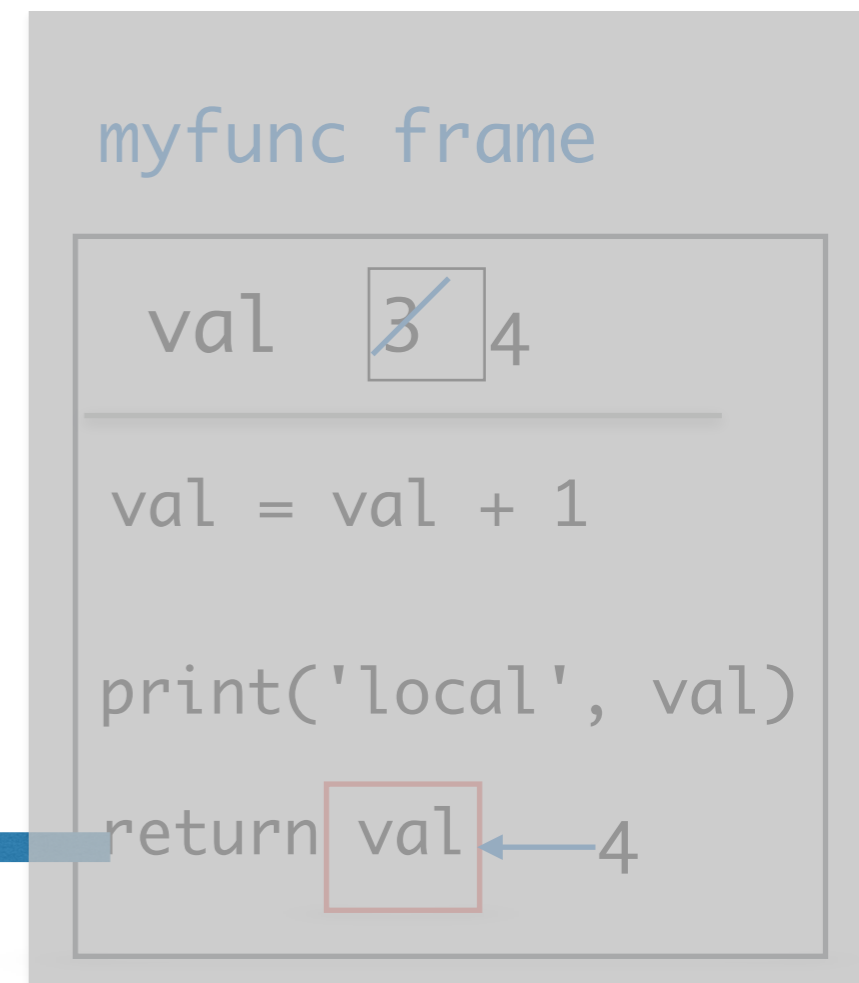 myfunc frame
val 3 4
val = val + 1
print('local', val)
return val 4